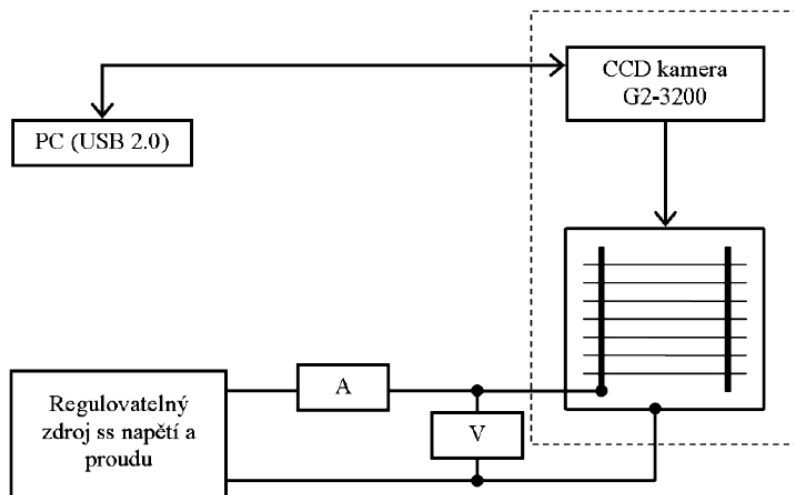 CCD kamera
G2-3200
PC (USB 2.0)
A
V
Regulovatelný
zdroj ss napětí a
proudu